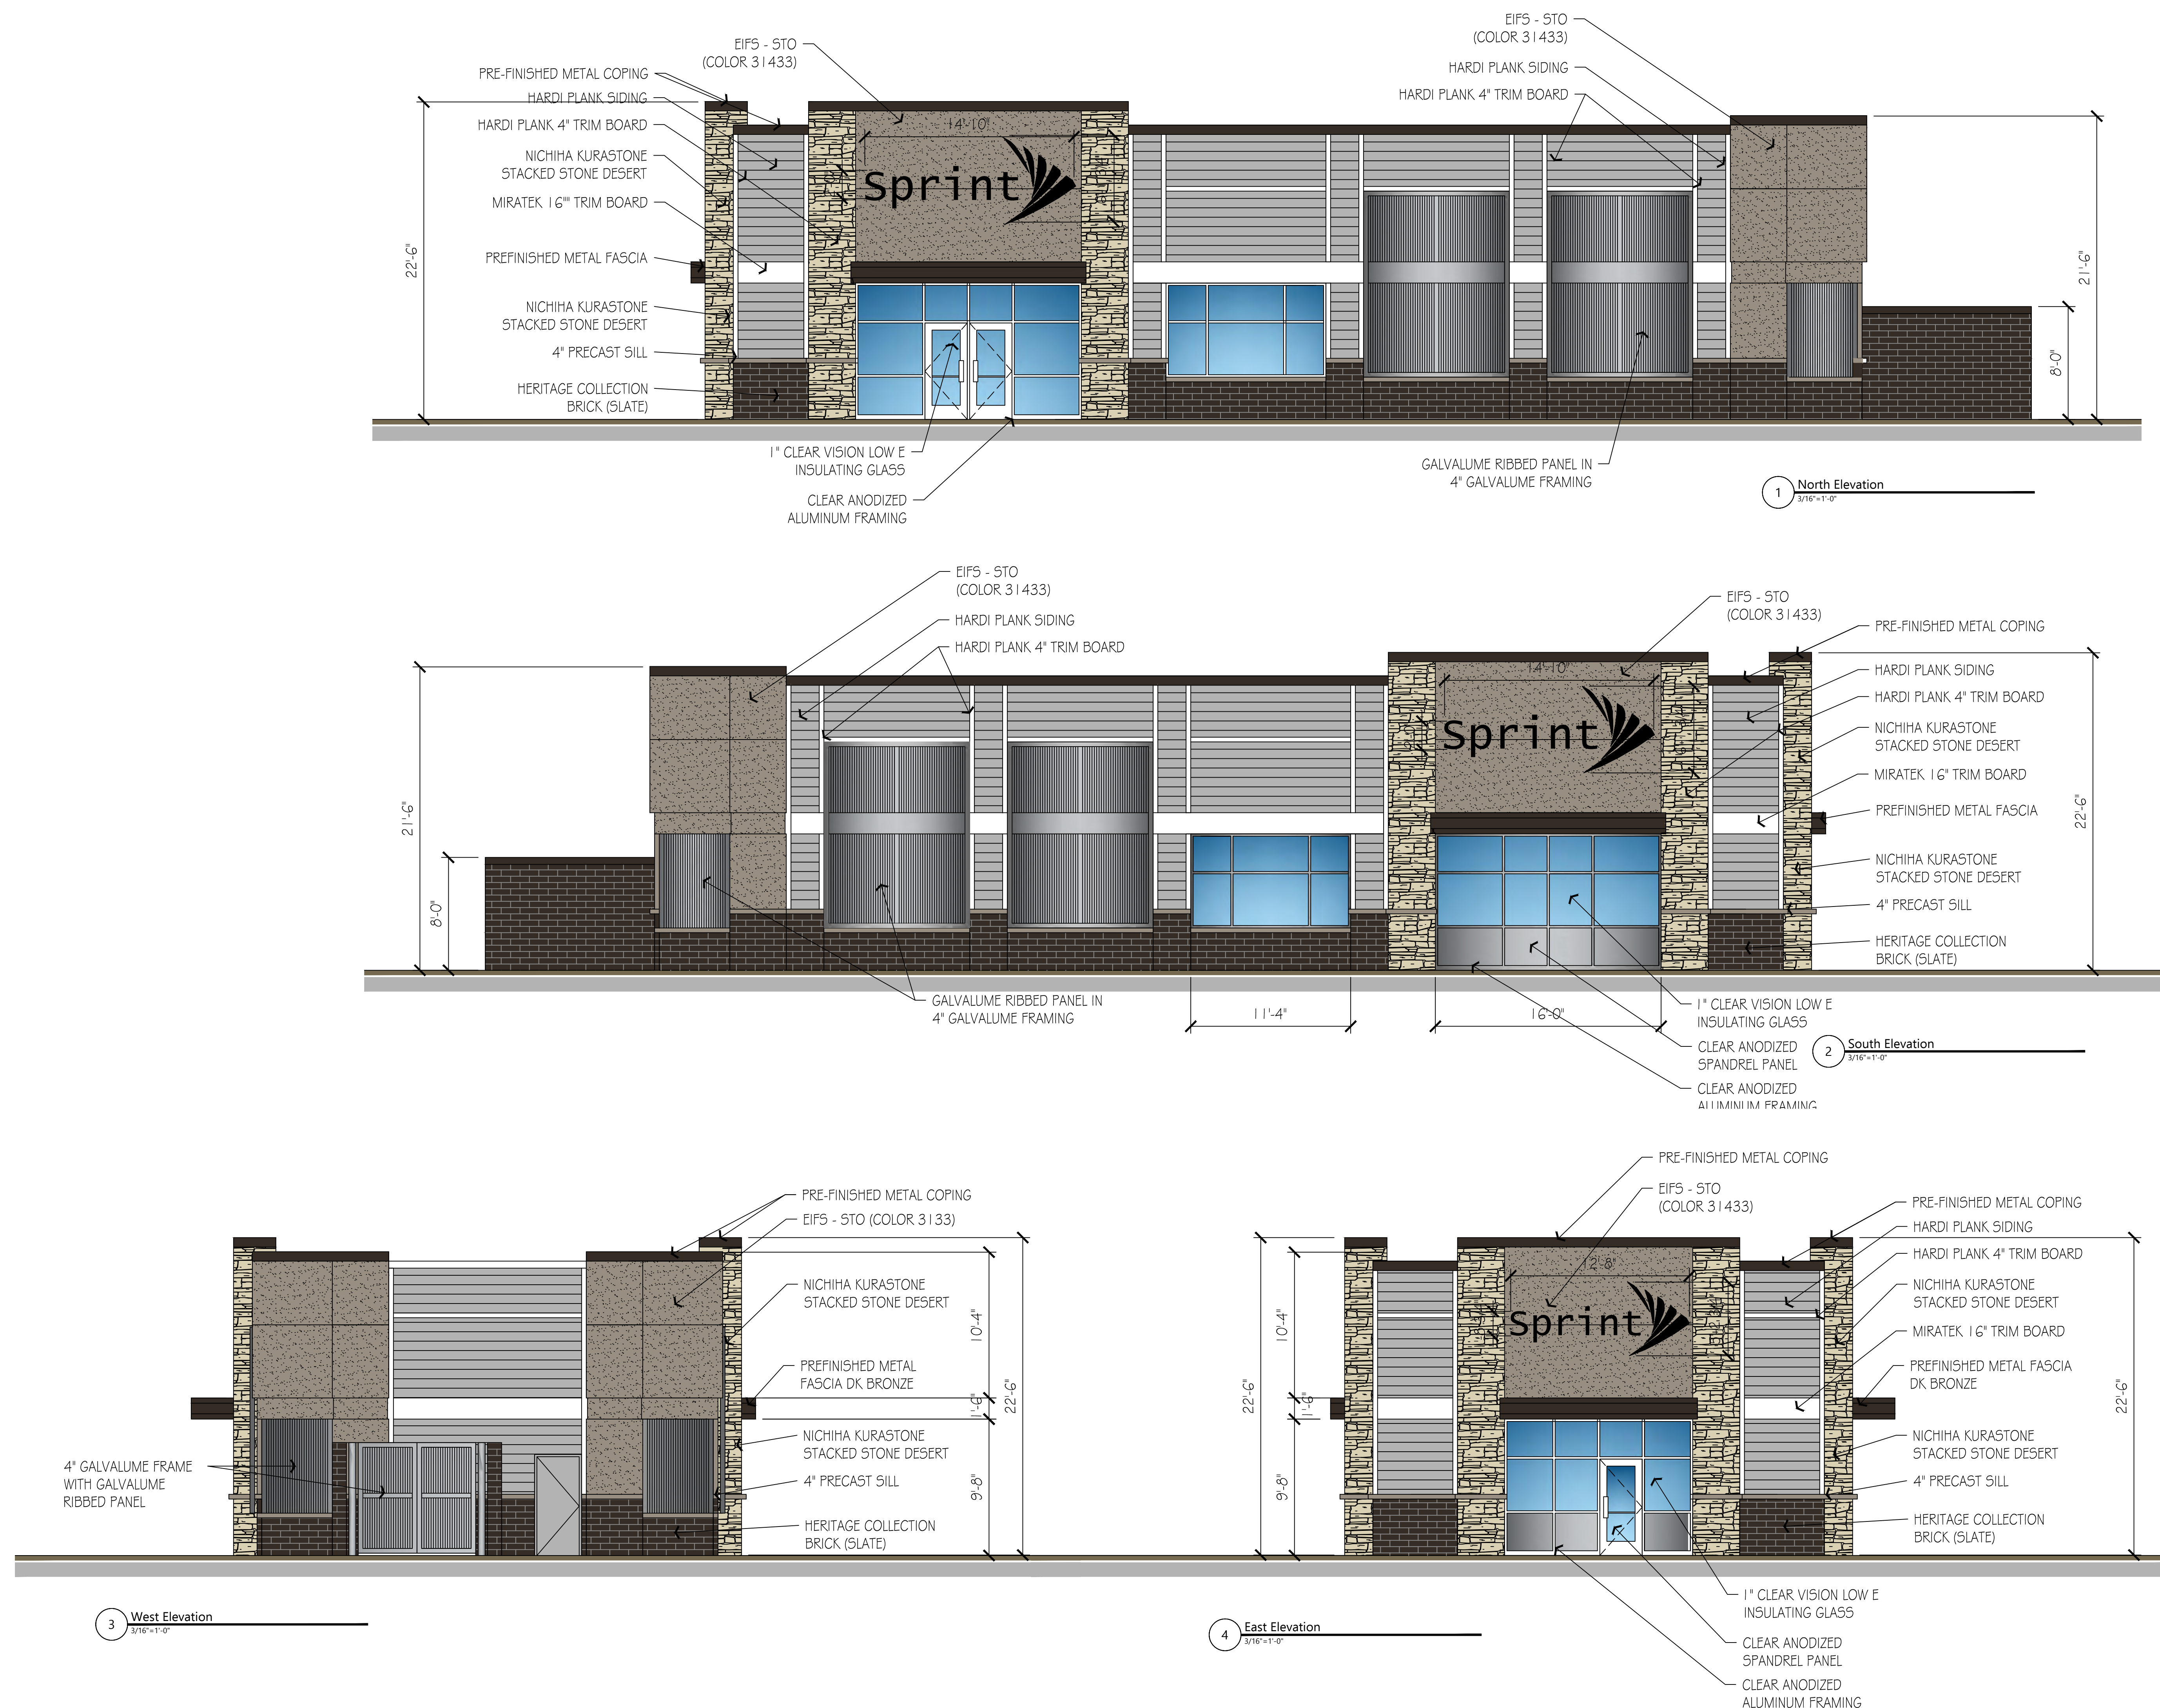 EIFS - STO
(COLOR 31433)
PRE-FINISHED METAL COPING
HARDI PLANK SIDING
HARDI PLANK 4" TRIM BOARD
NICHIHA KURASTONE
STACKED STONE DESERT
MIRATEK 16"" TRIM BOARD
PREFINISHED METAL FASCIA
NICHIHA KURASTONE
STACKED STONE DESERT
4" PRECAST SILL
HERITAGE COLLECTION
BRICK (SLATE)
22'-6"
14'-10"
Sprint
1" CLEAR VISION LOW E
INSULATING GLASS
CLEAR ANODIZED
ALUMINUM FRAMING
EIFS - STO
(COLOR 31433)
HARDI PLANK SIDING
HARDI PLANK 4" TRIM BOARD
21'-6"
8'-0"
GALVALUME RIBBED PANEL IN
4" GALVALUME FRAMING
1
North Elevation
3/16"=1'-0"
EIFS - STO
(COLOR 31433)
HARDI PLANK SIDING
HARDI PLANK 4" TRIM BOARD
21'-6"
8'-0"
14'-10"
Sprint
EIFS - STO
(COLOR 31433)
PRE-FINISHED METAL COPING
HARDI PLANK SIDING
HARDI PLANK 4" TRIM BOARD
NICHIHA KURASTONE
STACKED STONE DESERT
MIRATEK 16" TRIM BOARD
PREFINISHED METAL FASCIA
22'-6"
NICHIHA KURASTONE
STACKED STONE DESERT
4" PRECAST SILL
HERITAGE COLLECTION
BRICK (SLATE)
GALVALUME RIBBED PANEL IN
4" GALVALUME FRAMING
11'-4"
16'-0"
1" CLEAR VISION LOW E
INSULATING GLASS
CLEAR ANODIZED
SPANDREL PANEL
CLEAR ANODIZED
ALUMINUM FRAMING
2
South Elevation
3/16"=1'-0"
PRE-FINISHED METAL COPING
EIFS - STO (COLOR 3133)
NICHIHA KURASTONE
STACKED STONE DESERT
PREFINISHED METAL
FASCIA DK BRONZE
NICHIHA KURASTONE
STACKED STONE DESERT
4" PRECAST SILL
HERITAGE COLLECTION
BRICK (SLATE)
10'-4"
1'-6"
9'-8"
22'-6"
4" GALVALUME FRAME
WITH GALVALUME
RIBBED PANEL
3
West Elevation
3/16"=1'-0"
PRE-FINISHED METAL COPING
EIFS - STO
(COLOR 31433)
12'-8"
Sprint
22'-6"
10'-4"
1'-6"
9'-8"
PRE-FINISHED METAL COPING
HARDI PLANK SIDING
HARDI PLANK 4" TRIM BOARD
NICHIHA KURASTONE
STACKED STONE DESERT
MIRATEK 16" TRIM BOARD
PREFINISHED METAL FASCIA
DK BRONZE
22'-6"
NICHIHA KURASTONE
STACKED STONE DESERT
4" PRECAST SILL
HERITAGE COLLECTION
BRICK (SLATE)
1" CLEAR VISION LOW E
INSULATING GLASS
CLEAR ANODIZED
SPANDREL PANEL
CLEAR ANODIZED
ALUMINUM FRAMING
4
East Elevation
3/16"=1'-0"